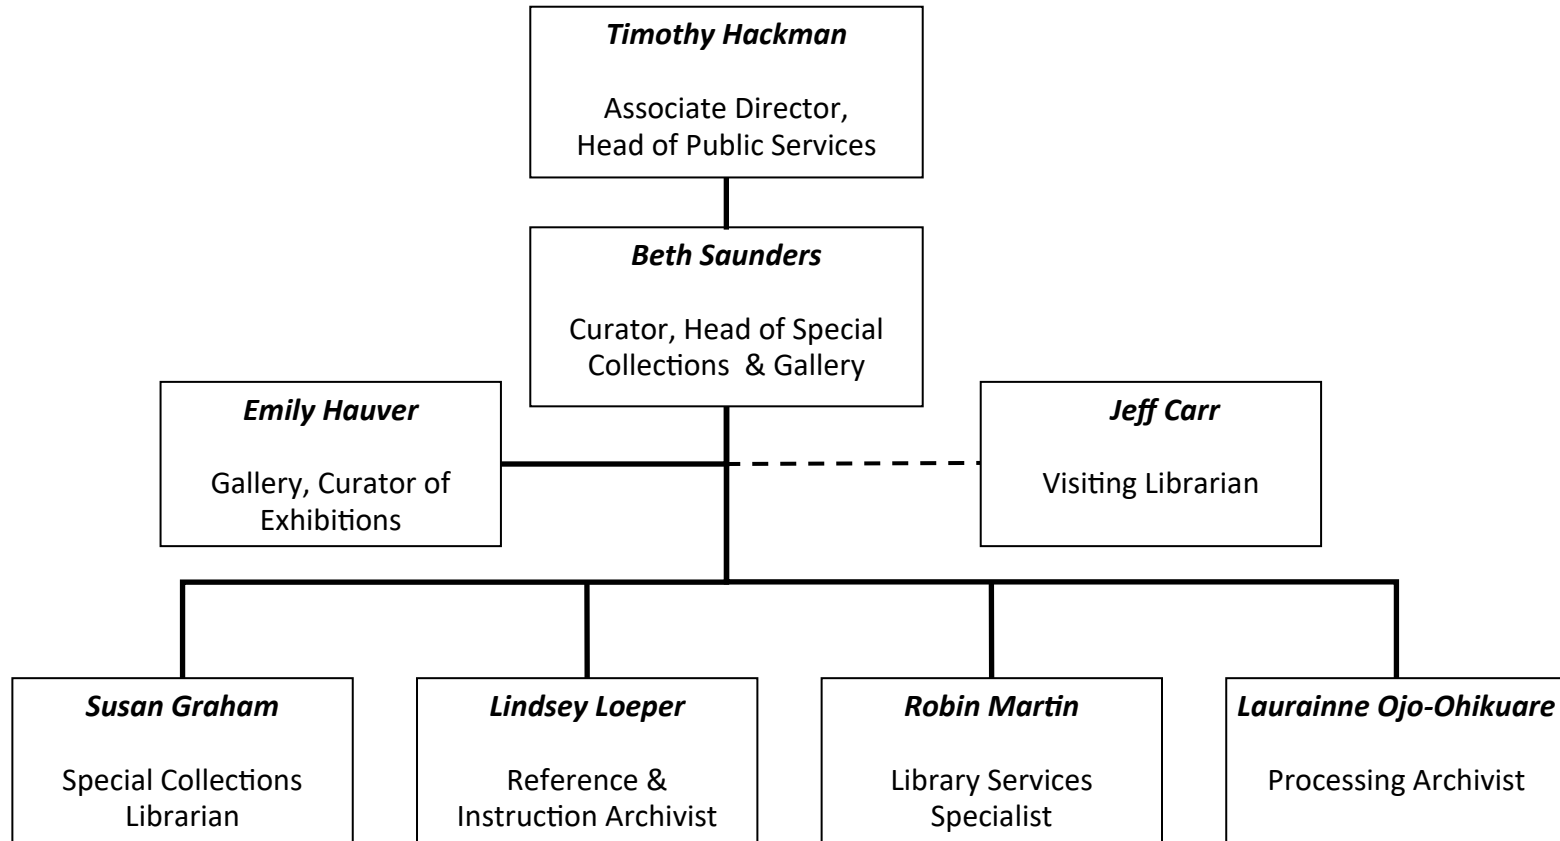 Timothy Hackman
Associate Director,
Head of Public Services
Beth Saunders
Curator, Head of Special
Collections & Gallery
Emily Hauver
Gallery, Curator of
Exhibitions
Jeff Carr
Visiting Librarian
Susan Graham
Special Collections
Librarian
Lindsey Loeper
Reference &
Instruction Archivist
Robin Martin
Library Services
Specialist
Laurainne Ojo-Ohikuare
Processing Archivist